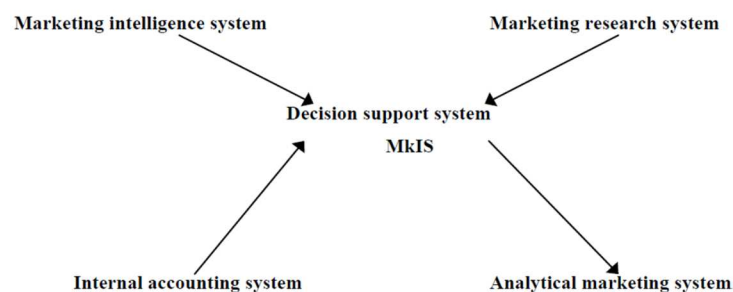 Marketing intelligence system
Marketing research system
Decision support system
MkIS
Internal accounting system
Analytical marketing system